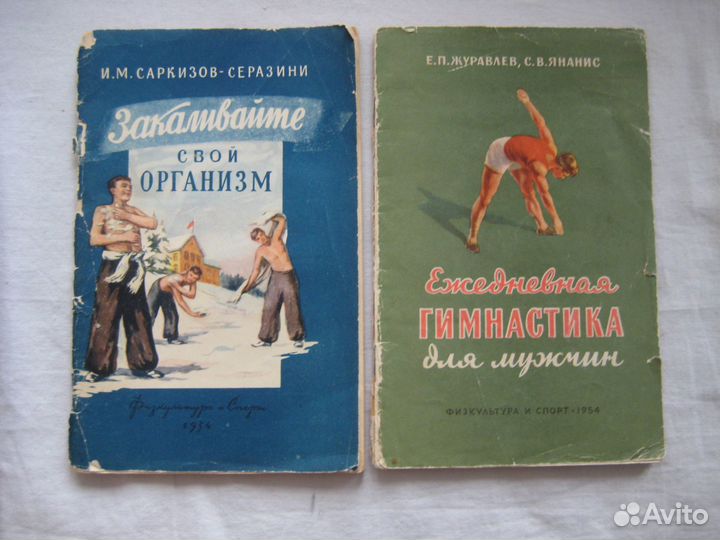 И.М. САРКИЗОВ-СЕРАЗИНИ
Закаливайте
СВОЙ
ОРГАНИЗМ
Физкультура и Спорт
1954
Е.П. ЖУРАВЛЕВ, С.В. ЯНАНИС
Ежедневная
ГИМНАСТИКА
для мужчин
ФИЗКУЛЬТУРА И СПОРТ • 1954
Avito